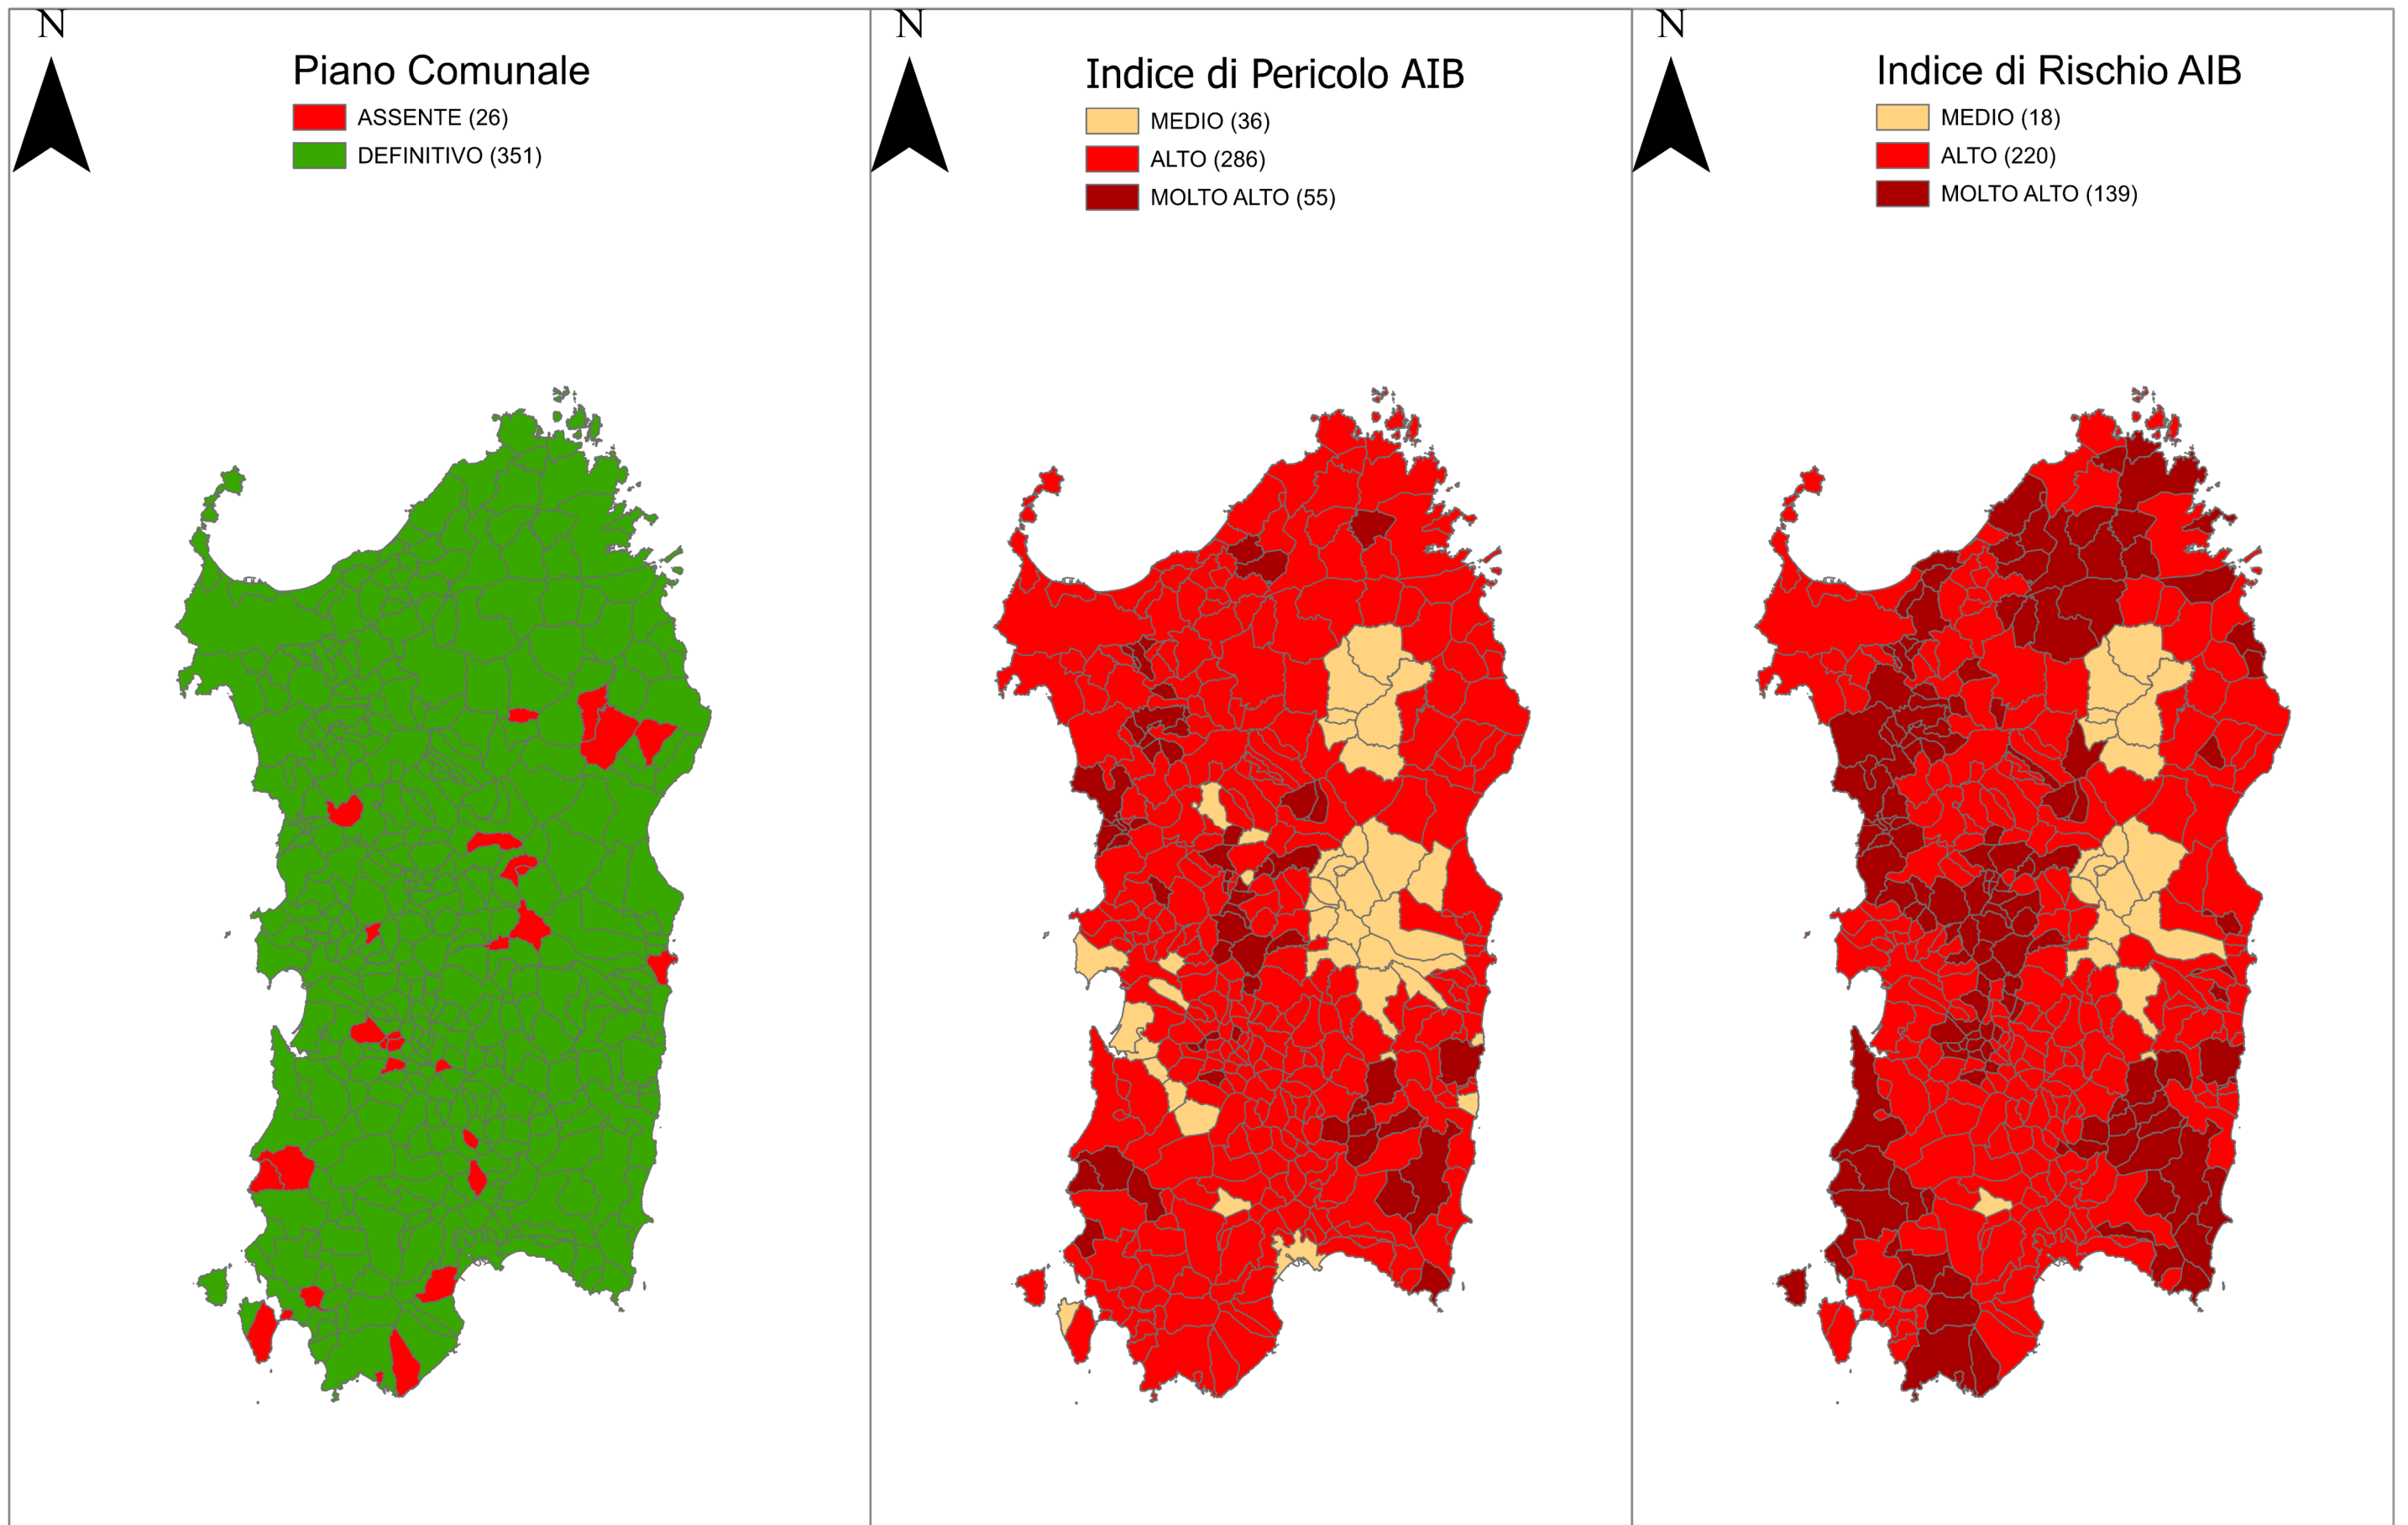 N
Piano Comunale
ASSENTE (26)
DEFINITIVO (351)
N
Indice di Pericolo AIB
MEDIO (36)
ALTO (286)
MOLTO ALTO (55)
N
Indice di Rischio AIB
MEDIO (18)
ALTO (220)
MOLTO ALTO (139)